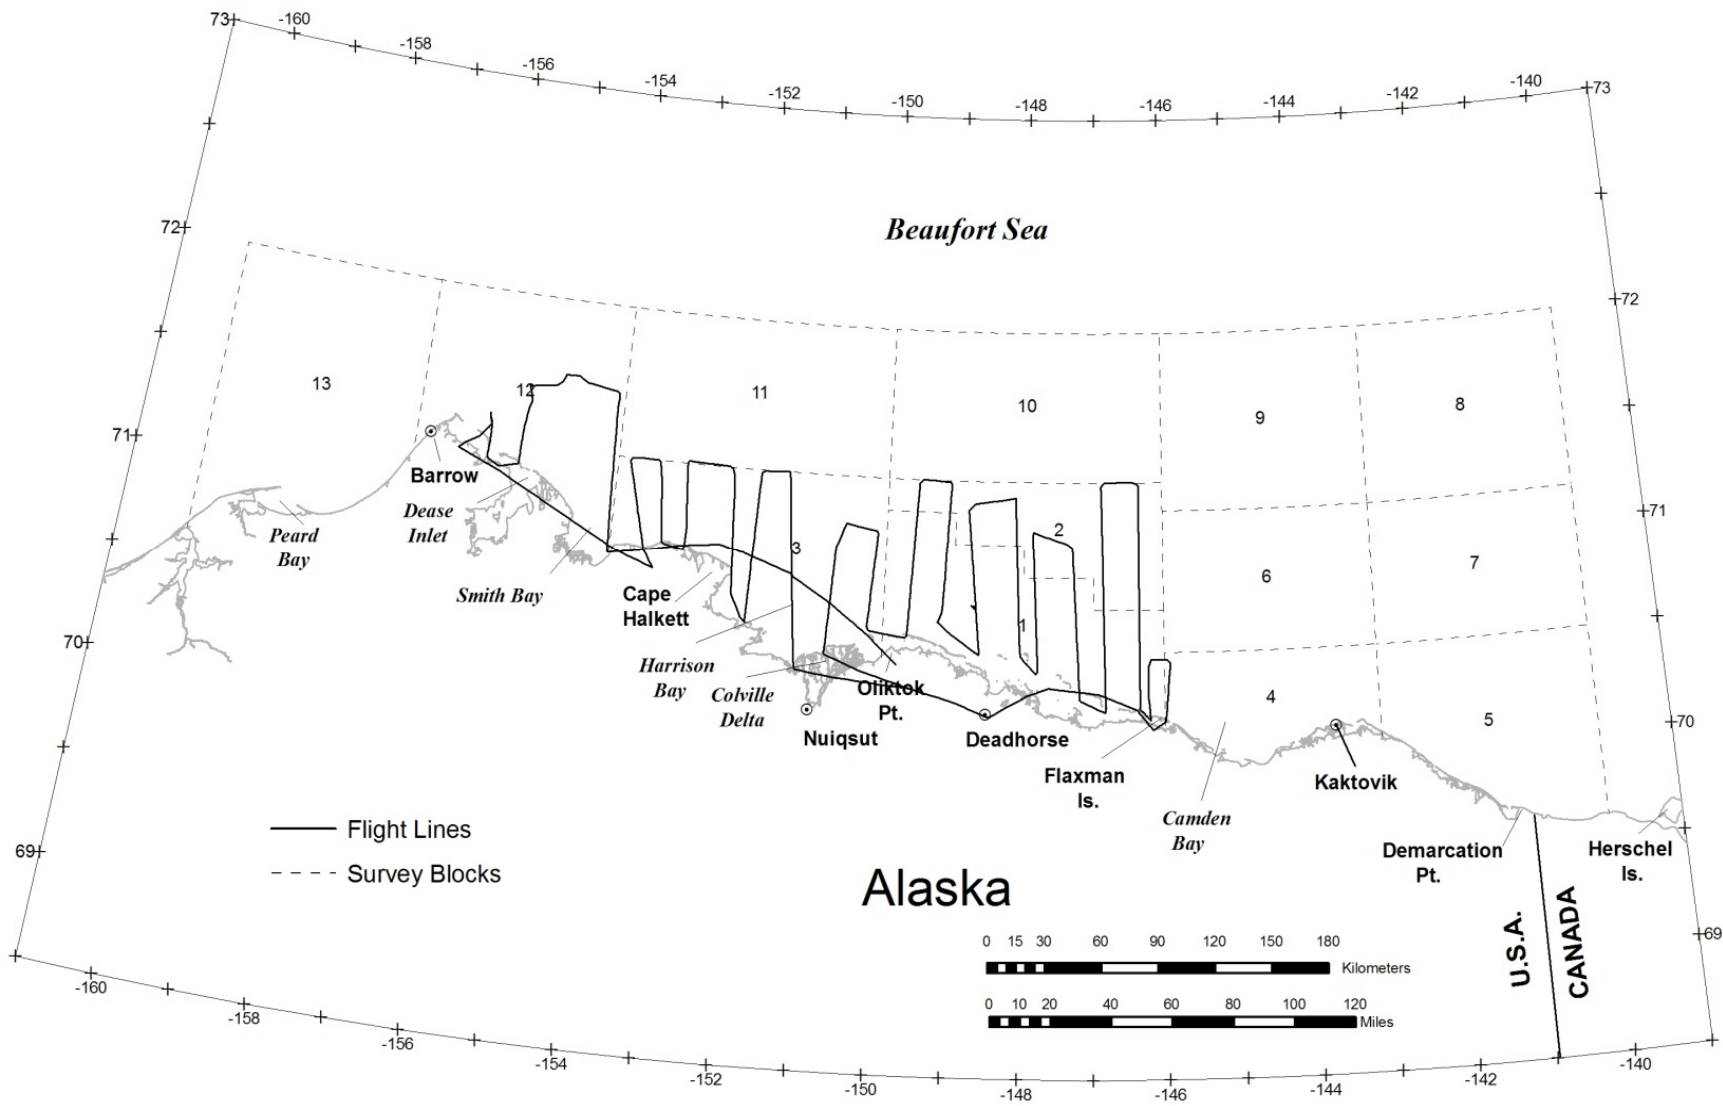 73
-160
-158
-156
-154
-152
-150
-148
-146
-144
-142
-140
73
72
Beaufort Sea
72
13
12
11
10
9
8
71
Barrow
Dease
Inlet
Peard
Bay
71
3
2
6
7
Smith Bay
Cape
Halkett
1
70
Harrison
Bay
Colville
Delta
Oliktok
Pt.
4
5
70
Nuiqsut
Deadhorse
Flaxman
Is.
Kaktovik
Camden
Bay
Flight Lines
Survey Blocks
69
Demarcation
Pt.
Herschel
Is.
Alaska
U.S.A.
CANADA
69
0 15 30 60 90 120 150 180
Kilometers
0 10 20 40 60 80 100 120
Miles
-160
-158
-156
-154
-152
-150
-148
-146
-144
-142
-140